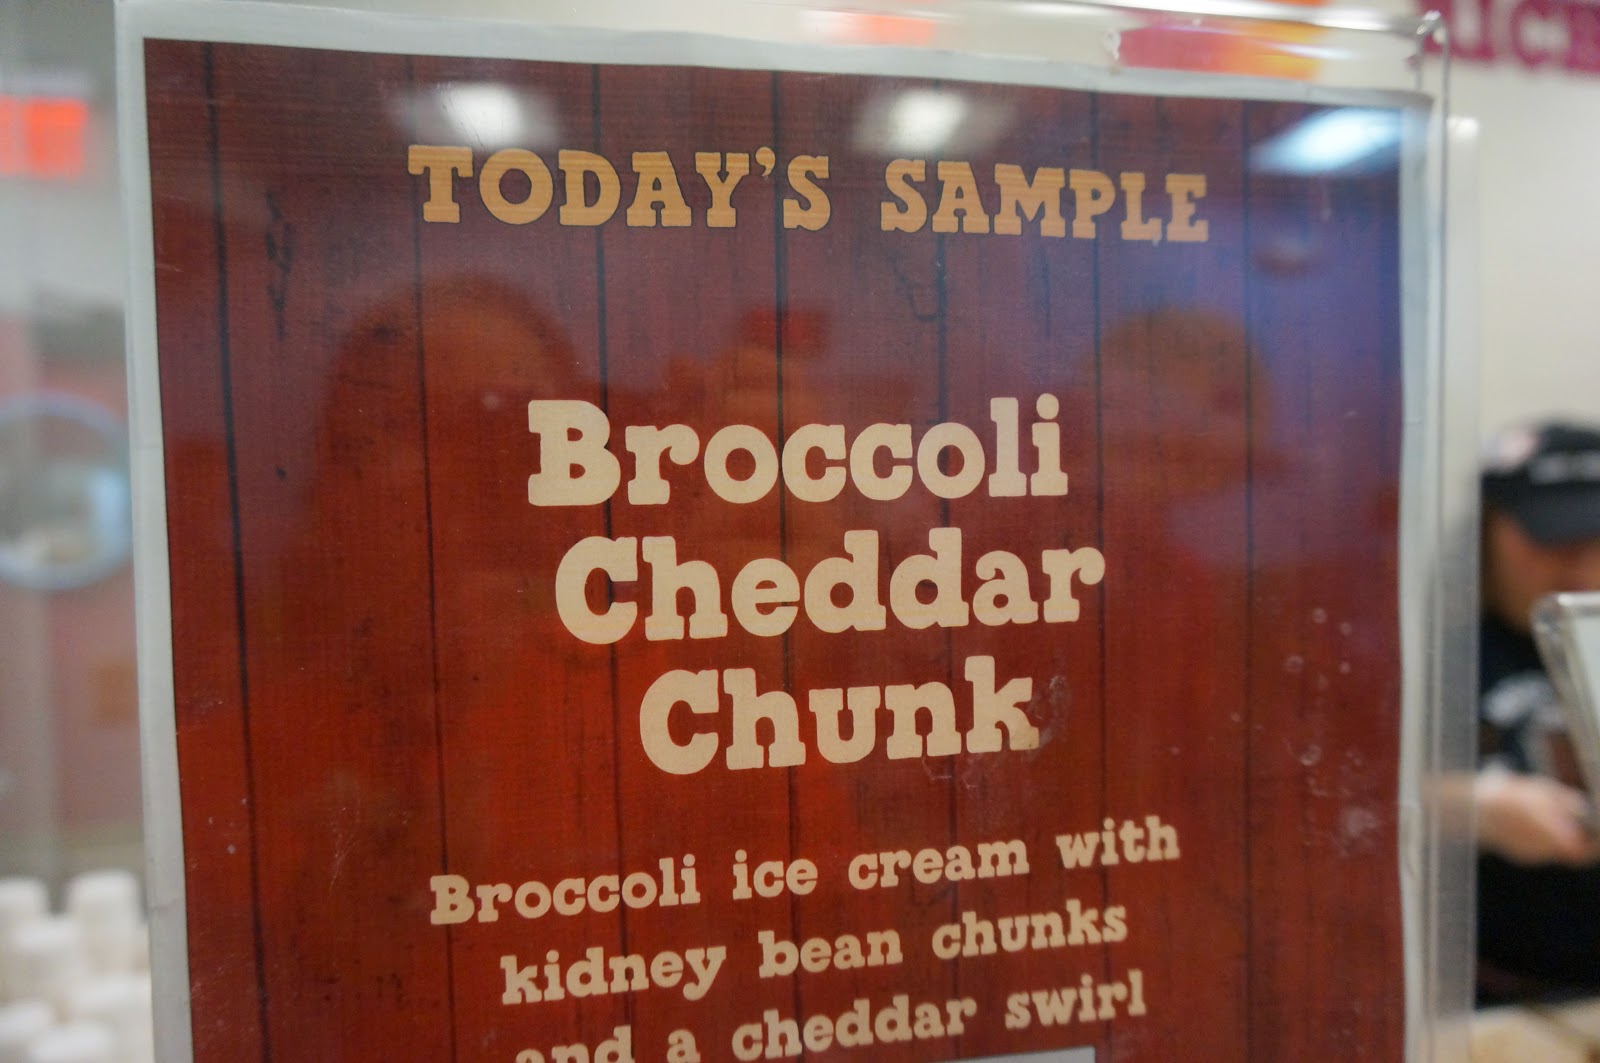 TODAY'S SAMPLE
Broccoli
Cheddar
Chunk
Broccoli ice cream with
kidney bean chunks
and a cheddar swirl